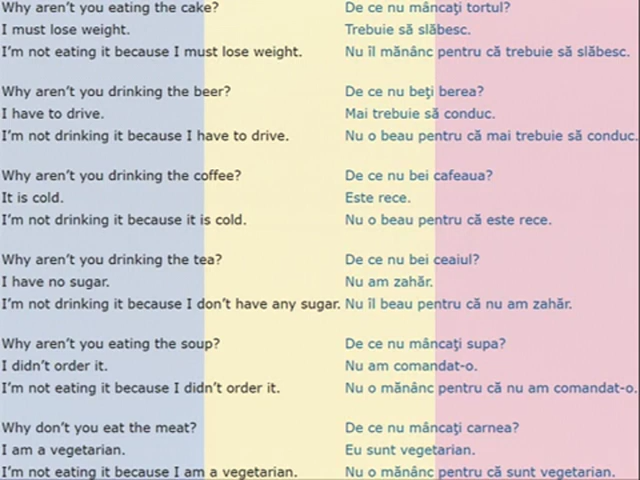 Why aren't you eating the cake? De ce nu mâncaţi tortul?
I must lose weight. Trebuie să slăbesc.
I'm not eating it because I must lose weight. Nu îl mănânc pentru că trebuie să slăbesc.
Why aren't you drinking the beer? De ce nu beţi berea?
I have to drive. Mai trebuie să conduc.
I'm not drinking it because I have to drive. Nu o beau pentru că mai trebuie să conduc.
Why aren't you drinking the coffee? De ce nu bei cafeaua?
It is cold. Este rece.
I'm not drinking it because it is cold. Nu o beau pentru că este rece.
Why aren't you drinking the tea? De ce nu bei ceaiul?
I have no sugar. Nu am zahăr.
I'm not drinking it because I don't have any sugar. Nu îl beau pentru că nu am zahăr.
Why aren't you eating the soup? De ce nu mâncaţi supa?
I didn't order it. Nu am comandat-o.
I'm not eating it because I didn't order it. Nu o mănânc pentru că nu am comandat-o.
Why don't you eat the meat? De ce nu mâncaţi carnea?
I am a vegetarian. Eu sunt vegetarian.
I'm not eating it because I am a vegetarian. Nu o mănânc pentru că sunt vegetarian.